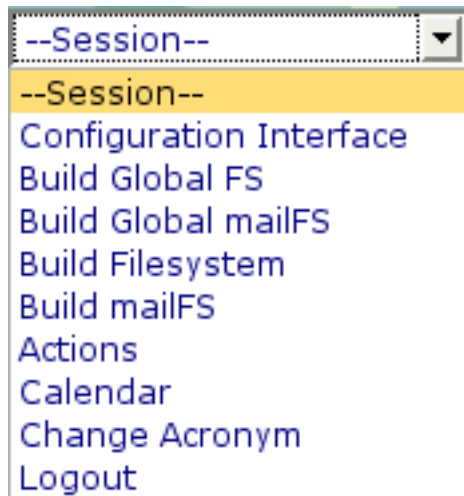 --Session--
--Session--
Configuration Interface
Build Global FS
Build Global mailFS
Build Filesystem
Build mailFS
Actions
Calendar
Change Acronym
Logout